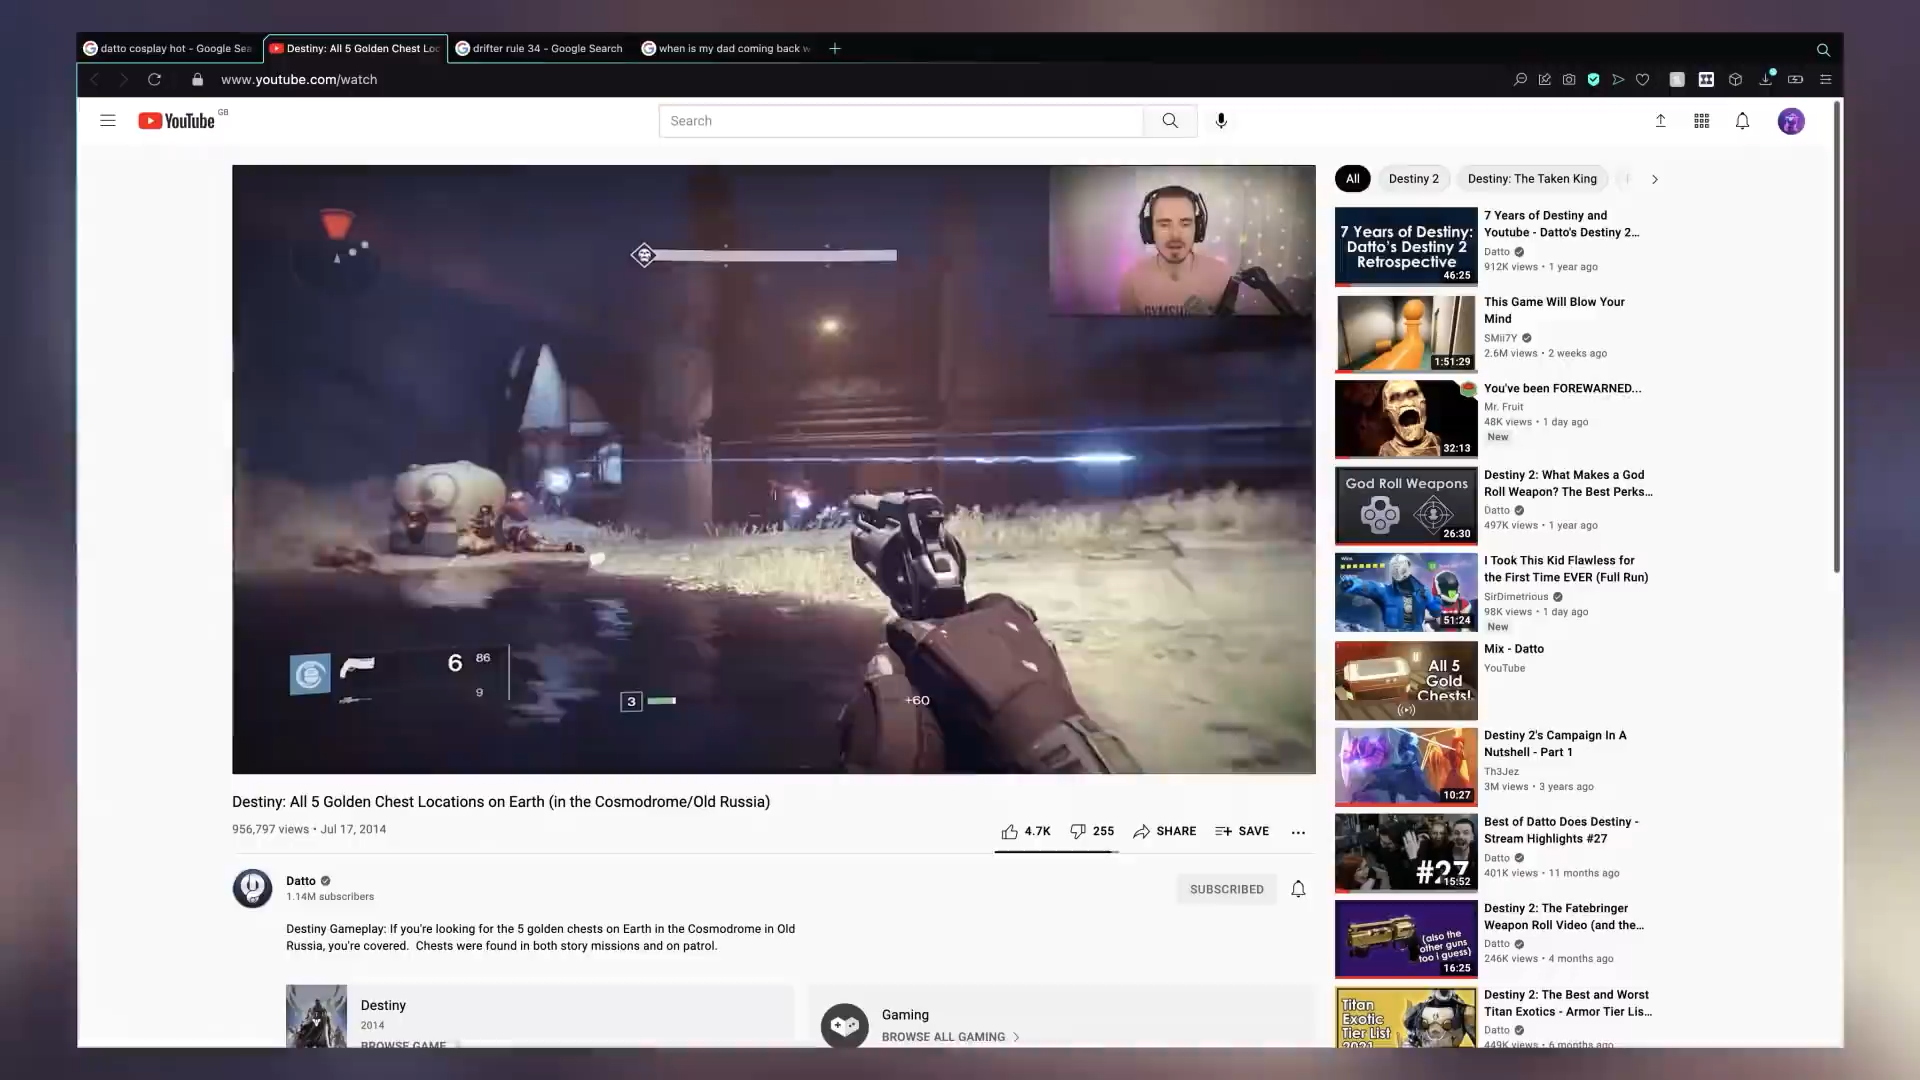 datto cosplay hot - Google Sea
Destiny: All 5 Golden Chest Loc
drifter rule 34 - Google Search
when is my dad coming back w
www.youtube.com/watch
YouTube GB
Search
6 86
9
3
+60
Destiny: All 5 Golden Chest Locations on Earth (in the Cosmodrome/Old Russia)
956,797 views • Jul 17, 2014
4.7K 255 SHARE SAVE
Datto
1.14M subscribers
SUBSCRIBED
Destiny Gameplay: If you're looking for the 5 golden chests on Earth in the Cosmodrome in Old
Russia, you're covered. Chests were found in both story missions and on patrol.
Destiny
2014
BROWSE GAME
Gaming
BROWSE ALL GAMING
All Destiny 2 Destiny: The Taken King
7 Years of Destiny:
Datto's Destiny 2
Retrospective
46:25
7 Years of Destiny and
Youtube - Datto's Destiny 2...
Datto
912K views • 1 year ago
1:51:29
This Game Will Blow Your
Mind
SMii7Y
2.6M views • 2 weeks ago
32:13
You've been FOREWARNED...
Mr. Fruit
48K views • 1 day ago
New
God Roll Weapons
26:30
Destiny 2: What Makes a God
Roll Weapon? The Best Perks...
Datto
497K views • 1 year ago
51:24
I Took This Kid Flawless for
the First Time EVER (Full Run)
SirDimetrious
98K views • 1 day ago
New
All 5
Gold
Chests!
Mix - Datto
YouTube
10:27
Destiny 2's Campaign In A
Nutshell - Part 1
Th3Jez
3M views • 3 years ago
#27
15:52
Best of Datto Does Destiny -
Stream Highlights #27
Datto
401K views • 11 months ago
(also the
other guns
too i guess)
16:25
Destiny 2: The Fatebringer
Weapon Roll Video (and the...
Datto
246K views • 4 months ago
Titan
Exotic
Tier List
2021
Destiny 2: The Best and Worst
Titan Exotics - Armor Tier Lis...
Datto
449K views • 6 months ago